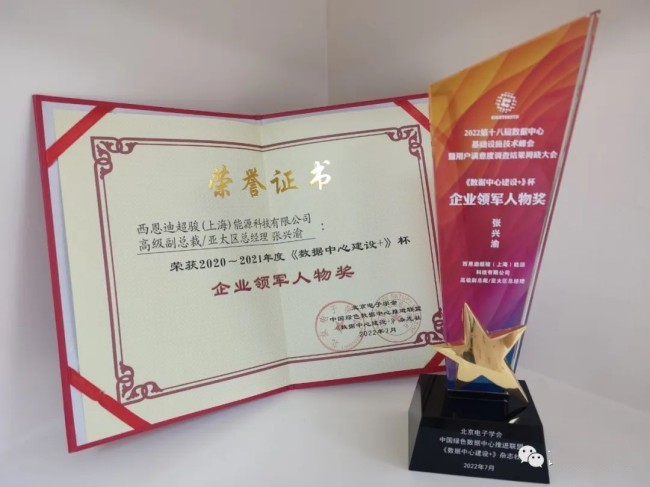 荣誉证书
西恩迪超骏(上海)能源科技有限公司
高级副总裁/亚太区总经理 张兴渝 :
荣获2020～2021年度《数据中心建设+》杯
企业领军人物奖
北京电子学会
中国绿色数据中心推进联盟
《数据中心建设+》杂志社
2022年7月
2022第十八届数据中心
基础设施技术峰会
暨用户满意度调查结果揭晓大会
《数据中心建设+》杯
企业领军人物奖
张兴渝
西恩迪超骏(上海)能源
科技有限公司
高级副总裁/亚太区总经理
北京电子学会
中国绿色数据中心推进联盟
《数据中心建设+》杂志社
2022年7月